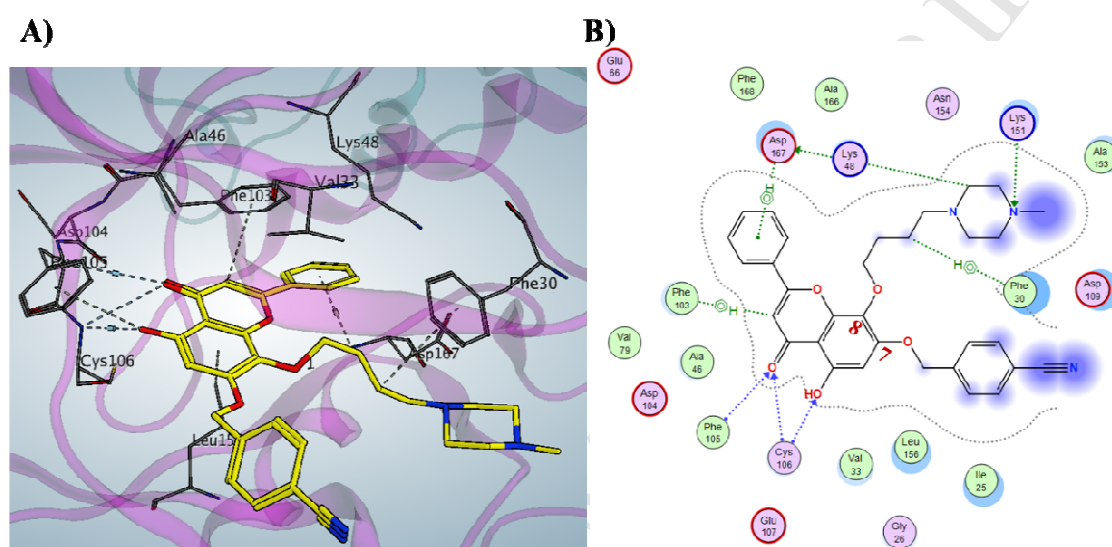 A)
B)
Ala46
Lys48
Phe103
Val33
Asp104
Phe30
Cys106
1
Leu15
Glu
66
Phe
168
Ala
166
Asn
154
Lys
151
Asp
167
Lys
48
Ala
153
H
N
N
H
Phe
30
Asp
109
Phe
103
H
O
O
8
O
7
N
Val
79
Ala
46
O
HO
Asp
104
Phe
105
Cys
106
Val
33
Leu
156
Ile
25
Glu
107
Gly
26